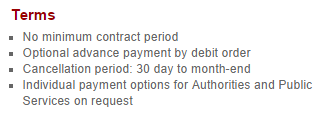 Terms
No minimum contract period
Optional advance payment by debit order
Cancellation period: 30 day to month-end
Individual payment options for Authorities and Public
Services on request